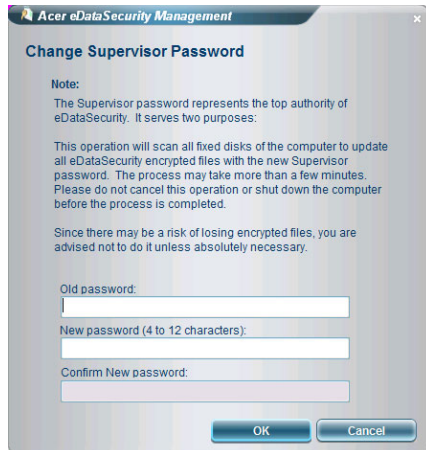 Acer eDataSecurity Management
Change Supervisor Password
Note:
The Supervisor password represents the top authority of
eDataSecurity. It serves two purposes:
This operation will scan all fixed disks of the computer to update
all eDataSecurity encrypted files with the new Supervisor
password. The process may take more than a few minutes.
Please do not cancel this operation or shut down the computer
before the process is completed.
Since there may be a risk of losing encrypted files, you are
advised not to do it unless absolutely necessary.
Old password:
New password (4 to 12 characters):
Confirm New password:
OK Cancel